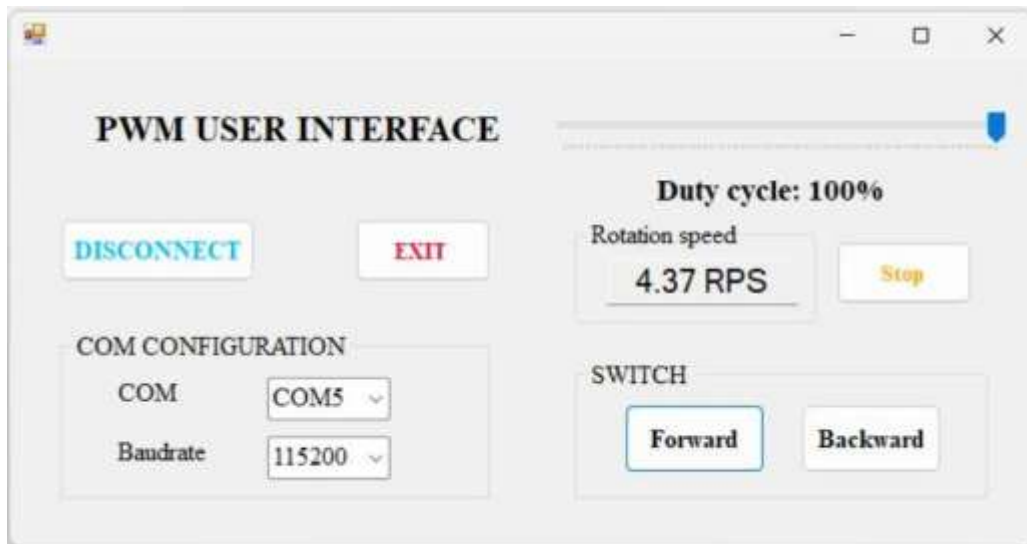 PWM USER INTERFACE
Duty cycle: 100%
DISCONNECT
EXIT
Rotation speed
4.37 RPS
Stop
COM CONFIGURATION
COM
COM5
Baudrate
115200
SWITCH
Forward
Backward